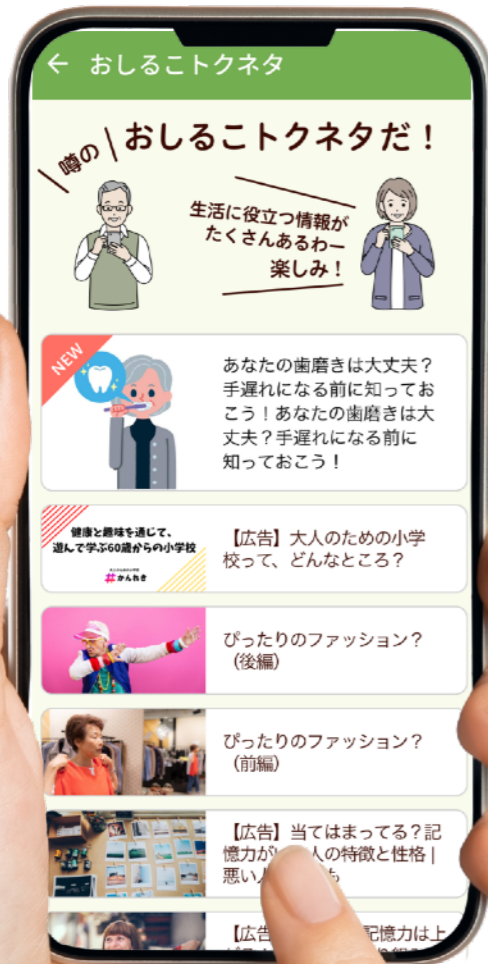 おしるこトクネタ
噂の
おしるこトクネタだ！
生活に役立つ情報が
たくさんあるわー
楽しみ！
NEW
あなたの歯磨きは大丈夫？
手遅れになる前に知ってお
こう！あなたの歯磨きは大
丈夫？手遅れになる前に
知っておこう！
健康と趣味を通じて、
遊んで学ぶ60歳からの小学校
#かんれき
【広告】大人のための小学
校って、どんなところ？
ぴったりのファッション？
（後編）
ぴったりのファッション？
（前編）
【広告】当てはまってる？記
憶力が 人の特徴と性格 |
悪い も
【広告 記憶力は上